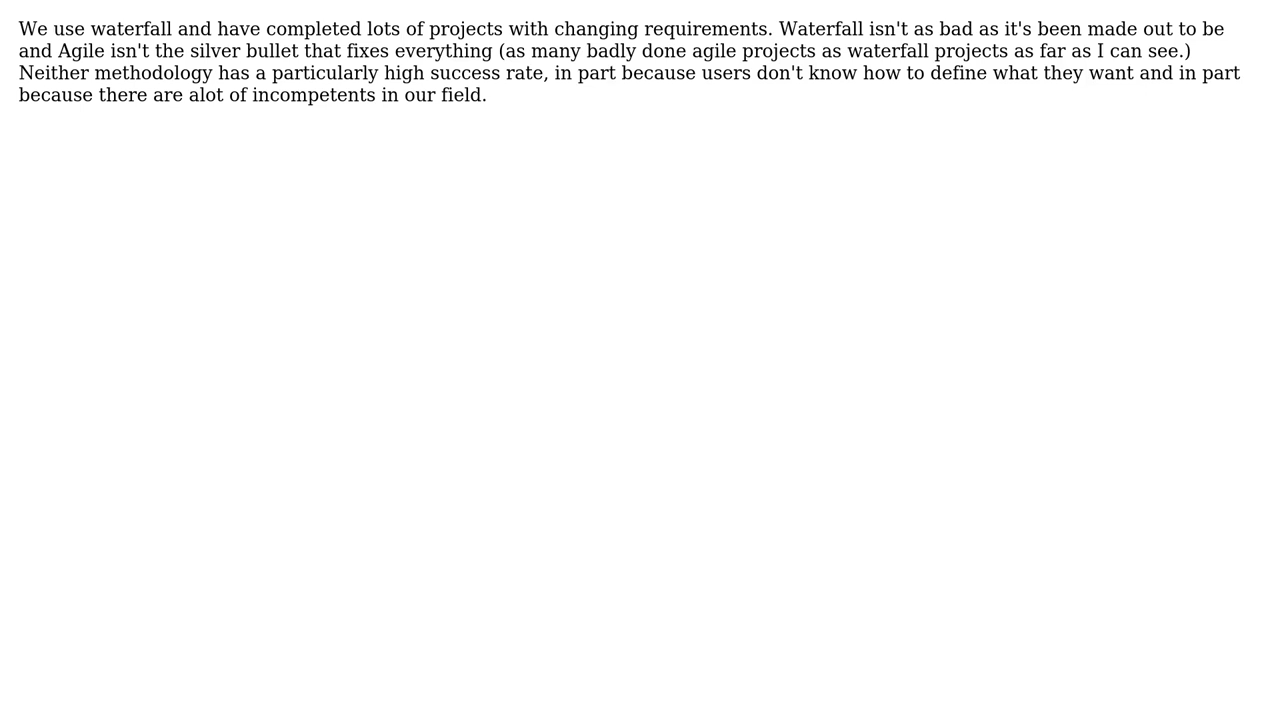 We use waterfall and have completed lots of projects with changing requirements. Waterfall isn't as bad as it's been made out to be
and Agile isn't the silver bullet that fixes everything (as many badly done agile projects as waterfall projects as far as I can see.)
Neither methodology has a particularly high success rate, in part because users don't know how to define what they want and in part
because there are alot of incompetents in our field.